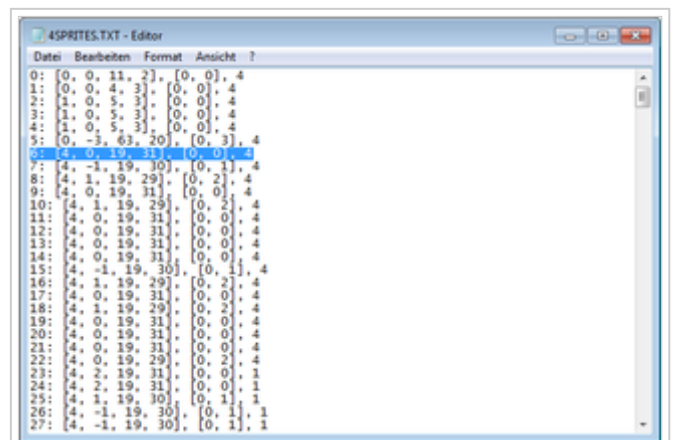 4SPRITES.TXT - Editor
Datei Bearbeiten Format Ansicht ?
0: [0, 0, 11, 2], [0, 0], 4
1: [0, 0, 4, 3], [0, 0], 4
2: [1, 0, 5, 3], [0, 0], 4
3: [1, 0, 5, 3], [0, 0], 4
4: [1, 0, 5, 3], [0, 0], 4
5: [0, -3, 63, 20], [0, 3], 4
6: [4, 0, 19, 31], [0, 0], 4
7: [4, -1, 19, 30], [0, 1], 4
8: [4, 1, 19, 29], [0, 2], 4
9: [4, 0, 19, 31], [0, 0], 4
10: [4, 1, 19, 29], [0, 2], 4
11: [4, 0, 19, 31], [0, 0], 4
12: [4, 0, 19, 31], [0, 0], 4
13: [4, 0, 19, 31], [0, 0], 4
14: [4, 0, 19, 31], [0, 0], 4
15: [4, -1, 19, 30], [0, 1], 4
16: [4, 1, 19, 29], [0, 2], 4
17: [4, 0, 19, 31], [0, 0], 4
18: [4, 1, 19, 29], [0, 2], 4
19: [4, 0, 19, 31], [0, 0], 4
20: [4, 0, 19, 31], [0, 0], 4
21: [4, 0, 19, 31], [0, 0], 4
22: [4, 0, 19, 29], [0, 2], 4
23: [4, 2, 19, 31], [0, 0], 1
24: [4, 2, 19, 31], [0, 0], 1
25: [4, 1, 19, 30], [0, 1], 1
26: [4, -1, 19, 30], [0, 1], 1
27: [4, -1, 19, 30], [0, 1], 1